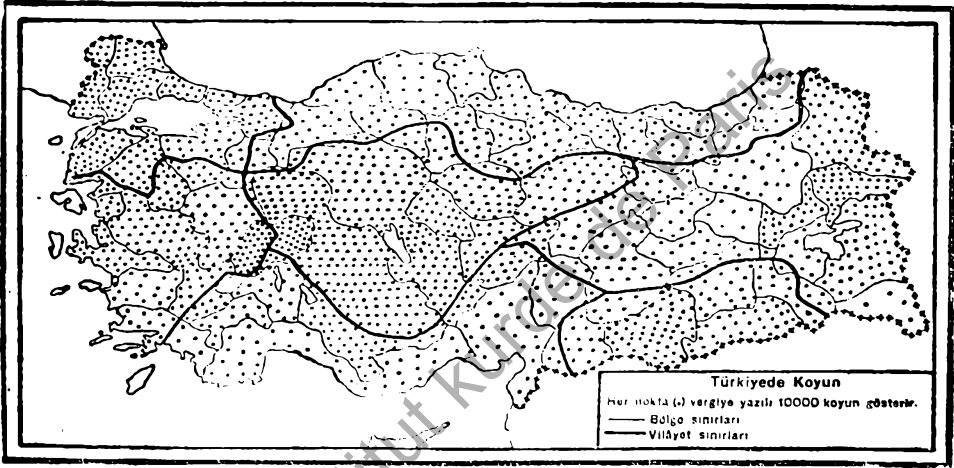 Türkiyede Koyun
Her nokta (.) vergiye yazılı 10000 koyun gösterir.
Bölge sınırları
Vilâyet sınırları
Institut kurde de Paris